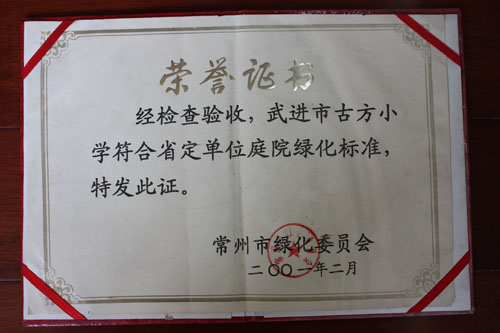 荣誉证书
经检查验收，武进市古方小
学符合省定单位庭院绿化标准，
特发此证。
常州市绿化委员会
二〇〇一年二月